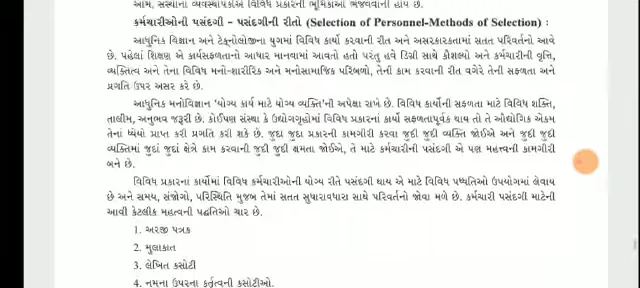 આમ, સંસ્થાના વ્યવસ્થાપકોએ વિવિધ પ્રકારની ભૂમિકાઓ ભજવવાની હોય છે.
કર્મચારીઓની પસંદગી – પસંદગીની રીતો (Selection of Personnel-Methods of Selection) :
આધુનિક વિજ્ઞાન અને ટેકનોલોજીના યુગમાં વિવિધ કાર્યો કરવાની રીત અને અસરકારકતામાં સતત પરિવર્તનો આવે
છે. પહેલાં શિક્ષણ એ કાર્યસફળતાનો આધાર માનવામાં આવતો હતો પરંતુ હવે ડિગ્રી સાથે કૌશલ્યો અને કર્મચારીની વૃત્તિ,
વ્યક્તિત્વ અને તેના વિવિધ મનો-શારીરિક અને મનોસામાજિક પરિબળો, તેની કામ કરવાની રીત વગેરે તેની સફળતા અને
પ્રગતિ ઉપર અસર કરે છે.
આધુનિક મનોવિજ્ઞાન 'યોગ્ય કાર્ય માટે યોગ્ય વ્યક્તિ'ની અપેક્ષા રાખે છે. વિવિધ કાર્યોની સફળતા માટે વિવિધ શક્તિ,
તાલીમ, અનુભવ જરૂરી છે. કોઈપણ સંસ્થા કે ઉદ્યોગગૃહોમાં વિવિધ પ્રકારનાં કાર્યો સફળતાપૂર્વક થાય તો તે ઔદ્યોગિક એકમ
તેનાં ધ્યેયો પ્રાપ્ત કરી પ્રગતિ કરી શકે છે. જુદા જુદા પ્રકારની કામગીરી કરવા જુદી જુદી વ્યક્તિ જોઈએ અને જુદી જુદી
વ્યક્તિમાં જુદાં જુદાં ક્ષેત્રે કામ કરવાની જુદી જુદી ક્ષમતા જોઈએ, તે માટે કર્મચારીની પસંદગી એ પણ મહત્ત્વની કામગીરી
બને છે.
વિવિધ પ્રકારનાં કાર્યોમાં વિવિધ કર્મચારીઓની યોગ્ય રીતે પસંદગી થાય એ માટે વિવિધ પધ્ધતિઓ ઉપયોગમાં લેવાય
છે અને સમય, સંજોગો, પરિસ્થિતિ મુજબ તેમાં સતત સુધારાવધારા સાથે પરિવર્તનો જોવા મળે છે. કર્મચારી પસંદગી માટેની
આવી કેટલીક મહત્વની પદ્ધતિઓ ચાર છે.
1. અરજી પત્રક
2. મુલાકાત
3. લેખિત કસોટી
4. નમૂના ઉપરના કર્તૃત્વની કસોટીઓ.